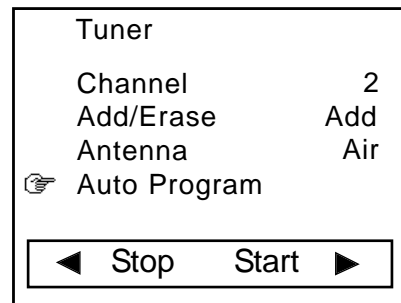 Tuner
Channel 2
Add/Erase Add
Antenna Air
☞ Auto Program
◀ Stop Start ▶